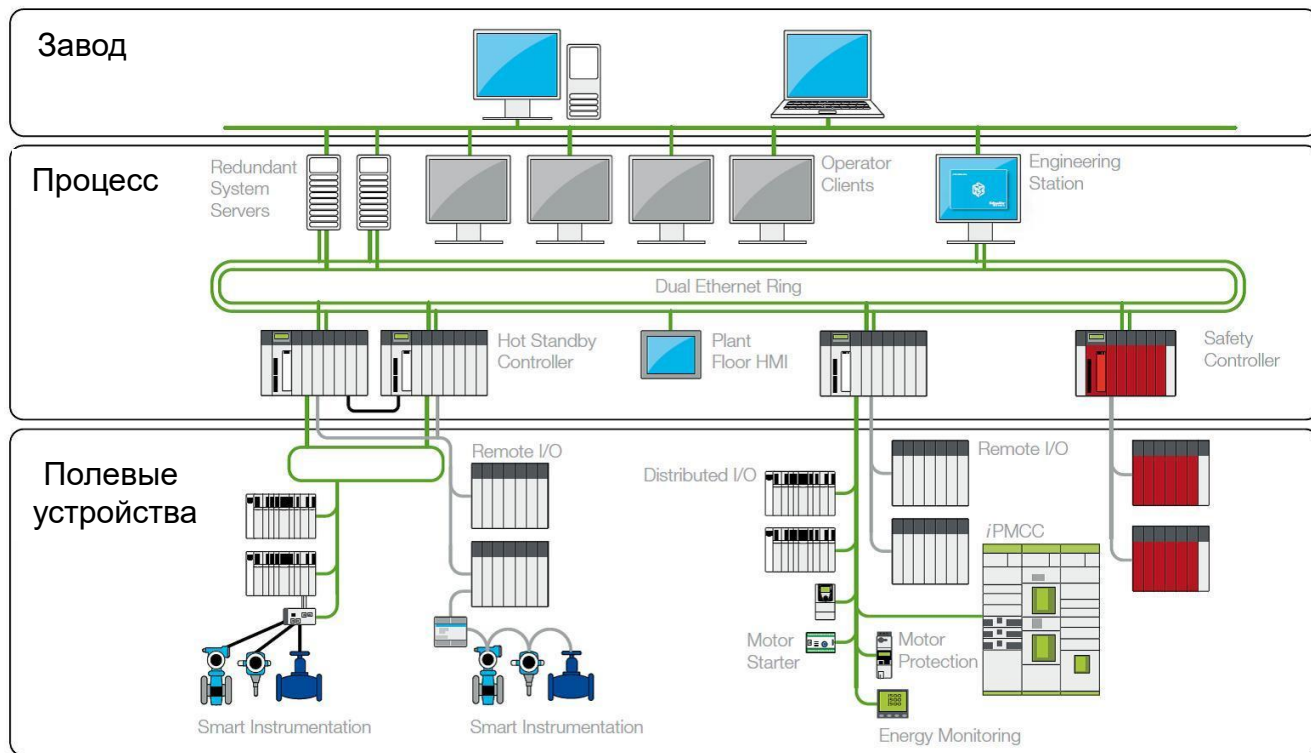 Завод
Процесс
Redundant
System
Servers
Operator
Clients
Engineering
Station
Dual Ethernet Ring
Hot Standby
Controller
Plant
Floor HMI
Safety
Controller
Полевые
устройства
Remote I/O
Distributed I/O
Remote I/O
iPMCC
Motor
Starter
Motor
Protection
Smart Instrumentation
Smart Instrumentation
Energy Monitoring